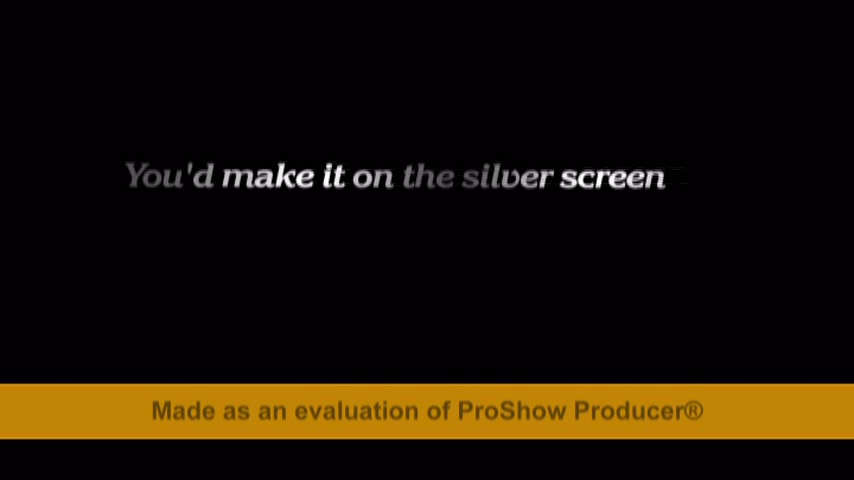 You'd make it on the silver screen
Made as an evaluation of ProShow Producer®